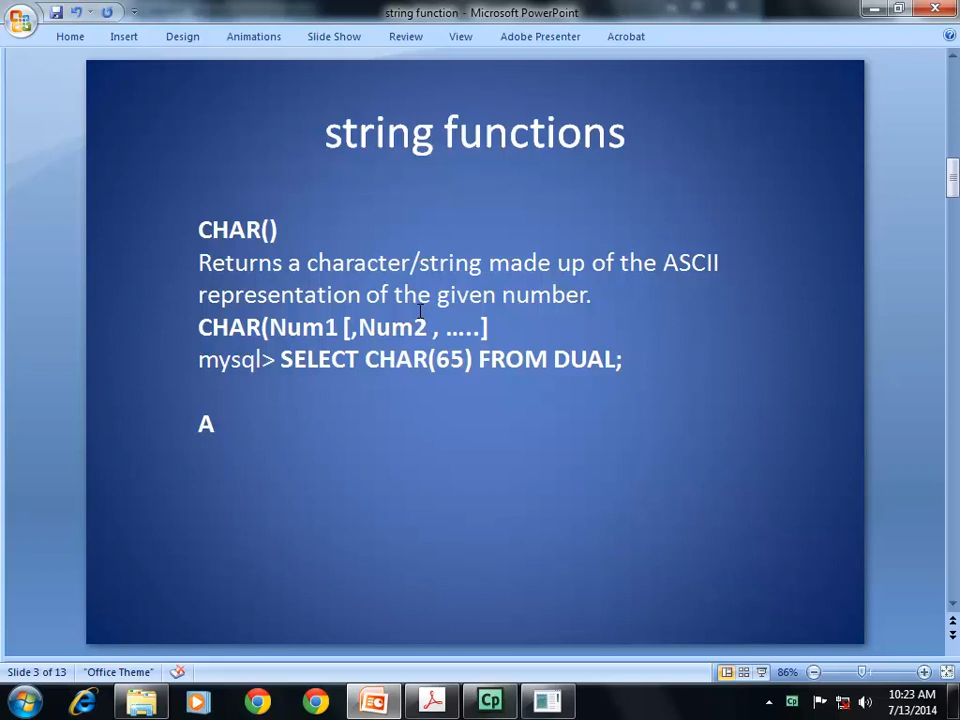 string function - Microsoft PowerPoint
Home Insert Design Animations Slide Show Review View Adobe Presenter Acrobat
string functions
CHAR()
Returns a character/string made up of the ASCII
representation of the given number.
CHAR(Num1 [,Num2 , …..]
mysql> SELECT CHAR(65) FROM DUAL;
A
Slide 3 of 13 "Office Theme" 86%
Cp Cp 10:23 AM
7/13/2014